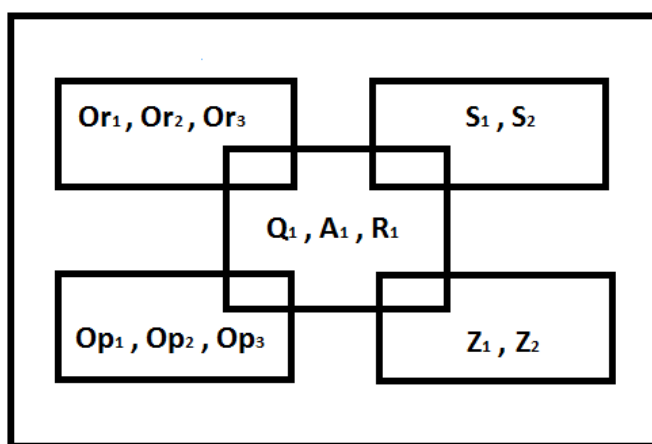 Or₁ , Or₂ , Or₃
S₁ , S₂
Q₁ , A₁ , R₁
Op₁ , Op₂ , Op₃
Z₁ , Z₂